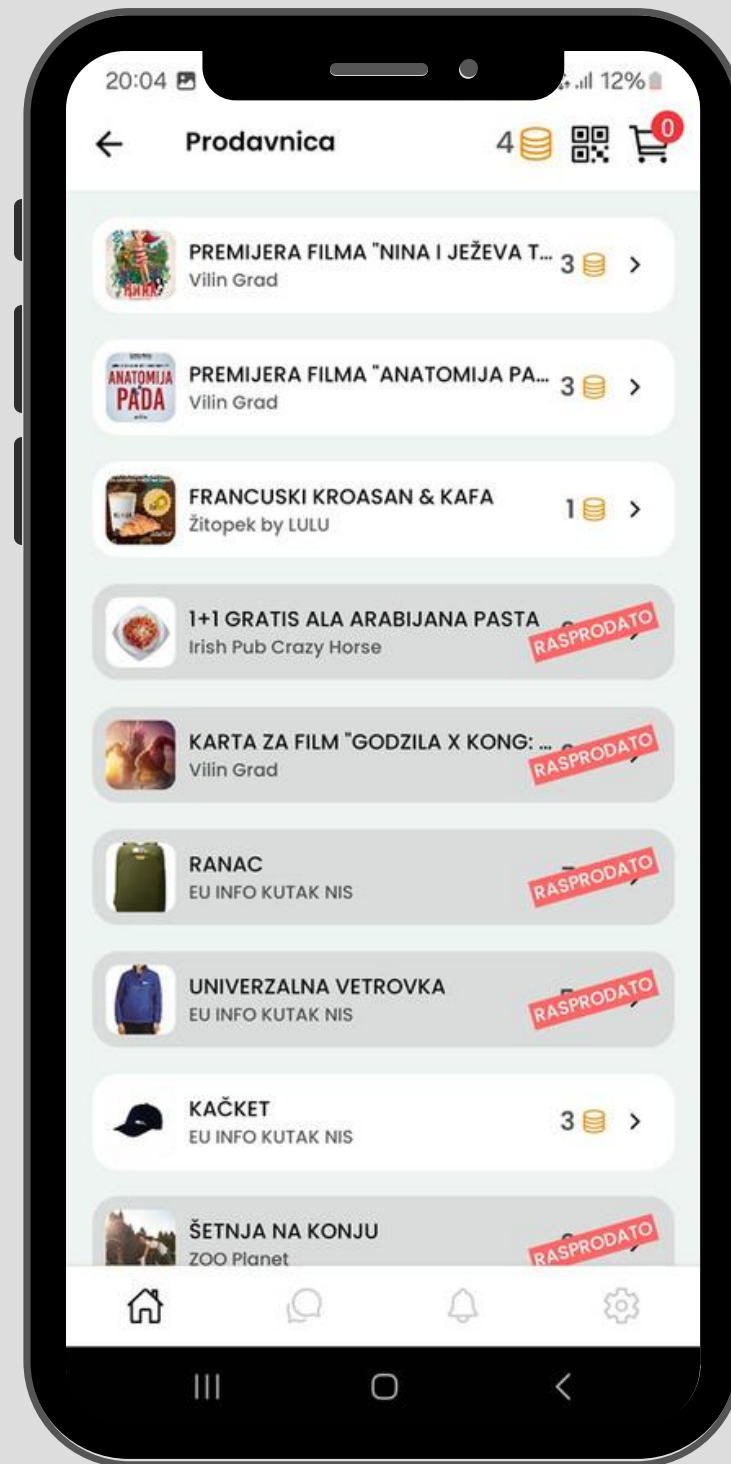 20:04
12%
Prodavnica
4
0
PREMIJERA FILMA "NINA I JEŽEVA T...
3
Vilin Grad
ANATOMIJA
PADA
PREMIJERA FILMA "ANATOMIJA PA...
3
Vilin Grad
FRANCUSKI KROASAN & KAFA
1
Žitopek by LULU
1+1 GRATIS ALA ARABIJANA PASTA
RASPRODATO
Irish Pub Crazy Horse
KARTA ZA FILM "GODZILA X KONG: ...
RASPRODATO
Vilin Grad
RANAC
RASPRODATO
EU INFO KUTAK NIS
UNIVERZALNA VETROVKA
RASPRODATO
EU INFO KUTAK NIS
KAČKET
3
EU INFO KUTAK NIS
ŠETNJA NA KONJU
RASPRODATO
ZOO Planet